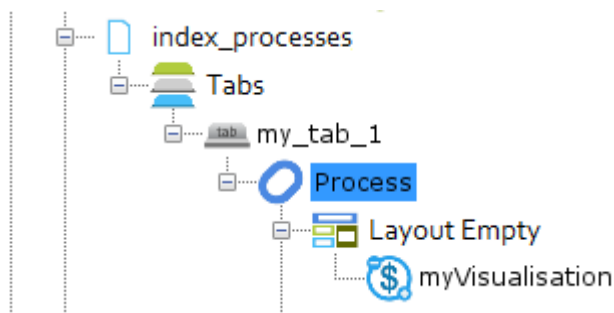 index_processes
Tabs
tab my_tab_1
Process
Layout Empty
$ myVisualisation